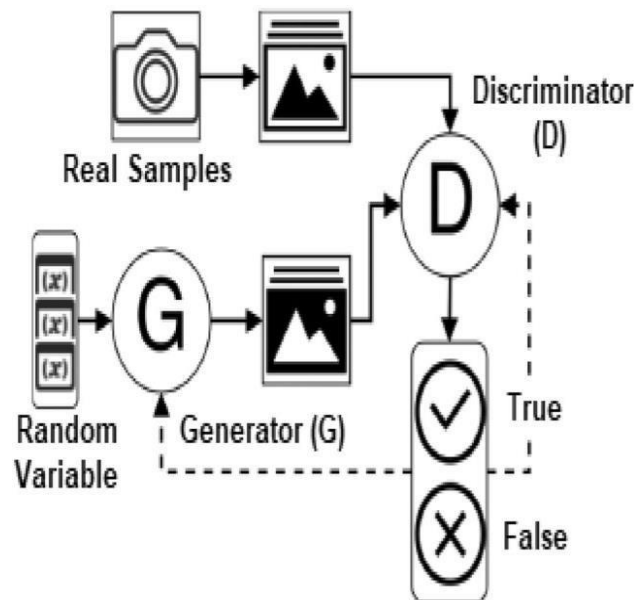 Real Samples
Discriminator
(D)
D
(x)
(x)
(x)
G
Random
Variable
Generator (G)
True
False